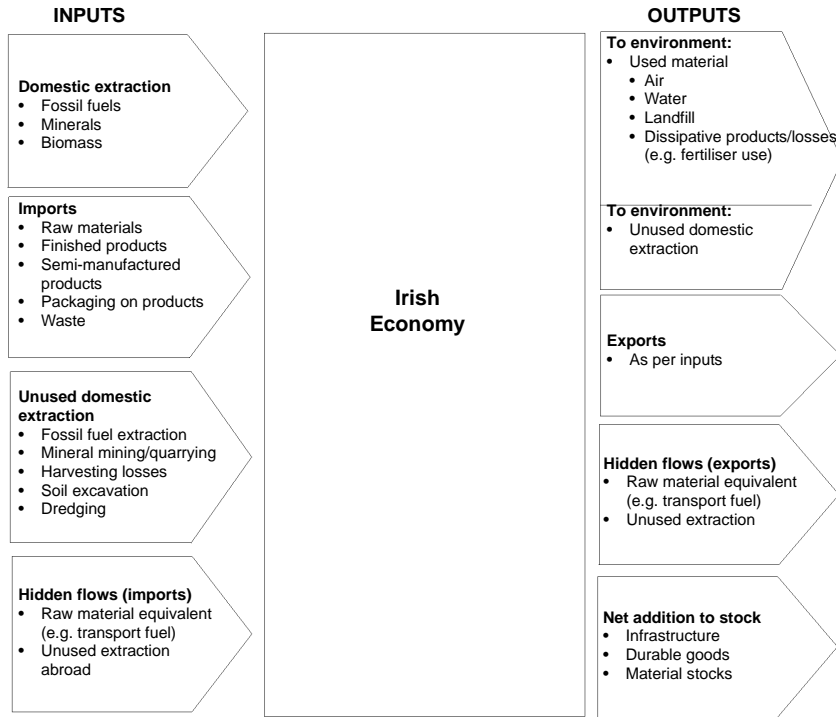 INPUTS
Domestic extraction
• Fossil fuels
• Minerals
• Biomass
Imports
• Raw materials
• Finished products
• Semi-manufactured
products
• Packaging on products
• Waste
Unused domestic
extraction
• Fossil fuel extraction
• Mineral mining/quarrying
• Harvesting losses
• Soil excavation
• Dredging
Hidden flows (imports)
• Raw material equivalent
(e.g. transport fuel)
• Unused extraction
abroad
Irish
Economy
OUTPUTS
To environment:
• Used material
• Air
• Water
• Landfill
• Dissipative products/losses
(e.g. fertiliser use)
To environment:
• Unused domestic
extraction
Exports
• As per inputs
Hidden flows (exports)
• Raw material equivalent
(e.g. transport fuel)
• Unused extraction
Net addition to stock
• Infrastructure
• Durable goods
• Material stocks